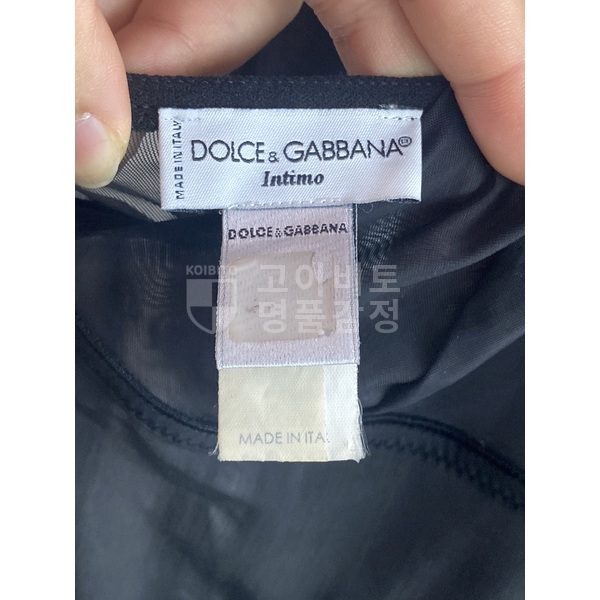 MADE IN ITALY
DOLCE & GABBANA®
Intimo
DOLCE & GABBANA
KOIBITO 고이비토
명품감정
MADE IN ITAL